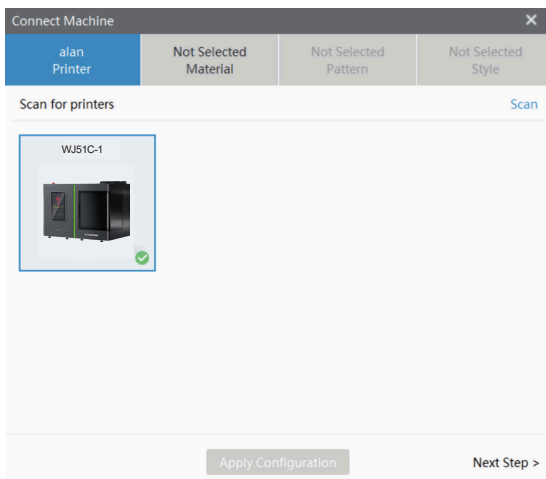 Connect Machine
alan
Printer
Not Selected
Material
Not Selected
Pattern
Not Selected
Style
Scan for printers
Scan
WJ51C-1
Apply Configuration
Next Step >